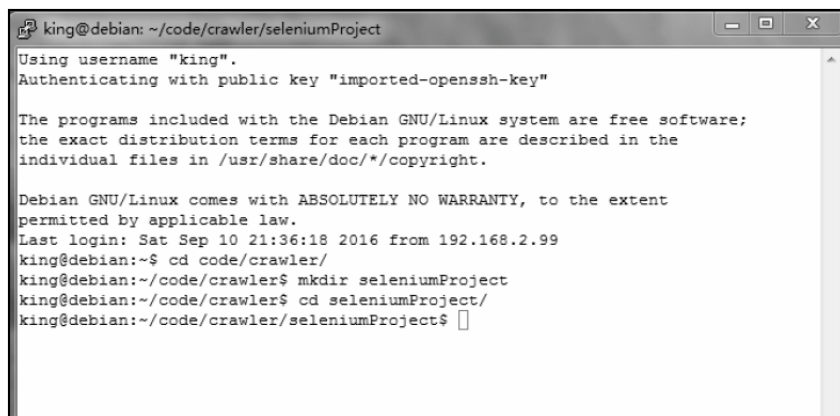 king@debian: ~/code/crawler/seleniumProject
Using username "king".
Authenticating with public key "imported-openssh-key"
The programs included with the Debian GNU/Linux system are free software;
the exact distribution terms for each program are described in the
individual files in /usr/share/doc/*/copyright.
Debian GNU/Linux comes with ABSOLUTELY NO WARRANTY, to the extent
permitted by applicable law.
Last login: Sat Sep 10 21:36:18 2016 from 192.168.2.99
king@debian:~$ cd code/crawler/
king@debian:~/code/crawler$ mkdir seleniumProject
king@debian:~/code/crawler$ cd seleniumProject/
king@debian:~/code/crawler/seleniumProject$